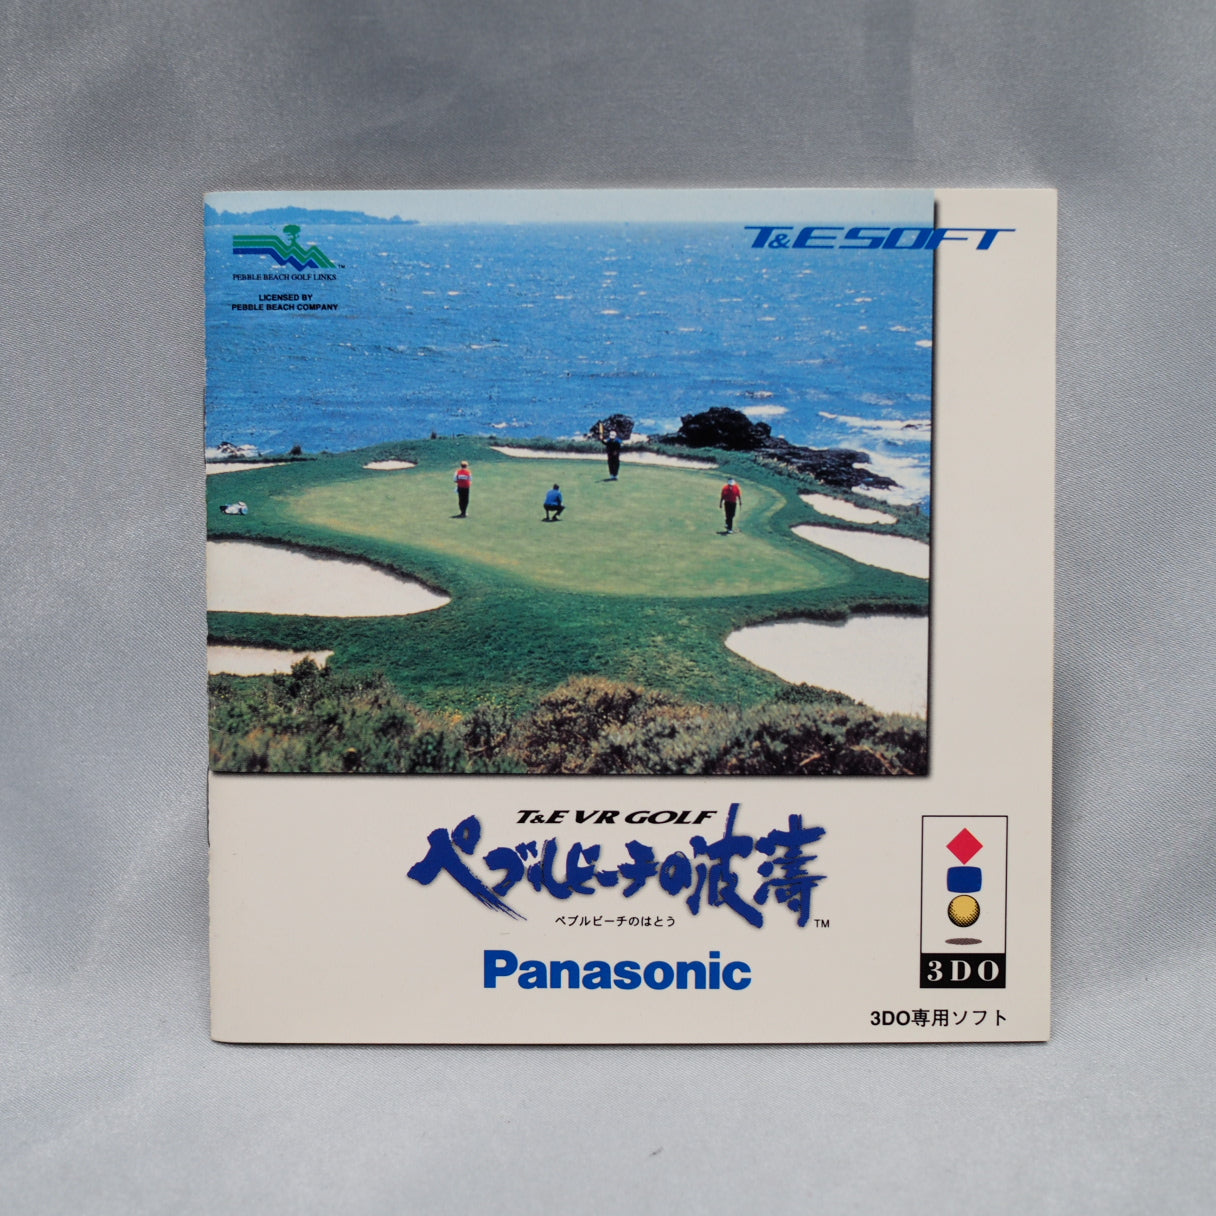 T&E SOFT
PEBBLE BEACH GOLF LINKS™
LICENSED BY
PEBBLE BEACH COMPANY
T&E VR GOLF
ペブルビーチの波濤
ペブルビーチのはとう ™
Panasonic
3DO
3DO専用ソフト